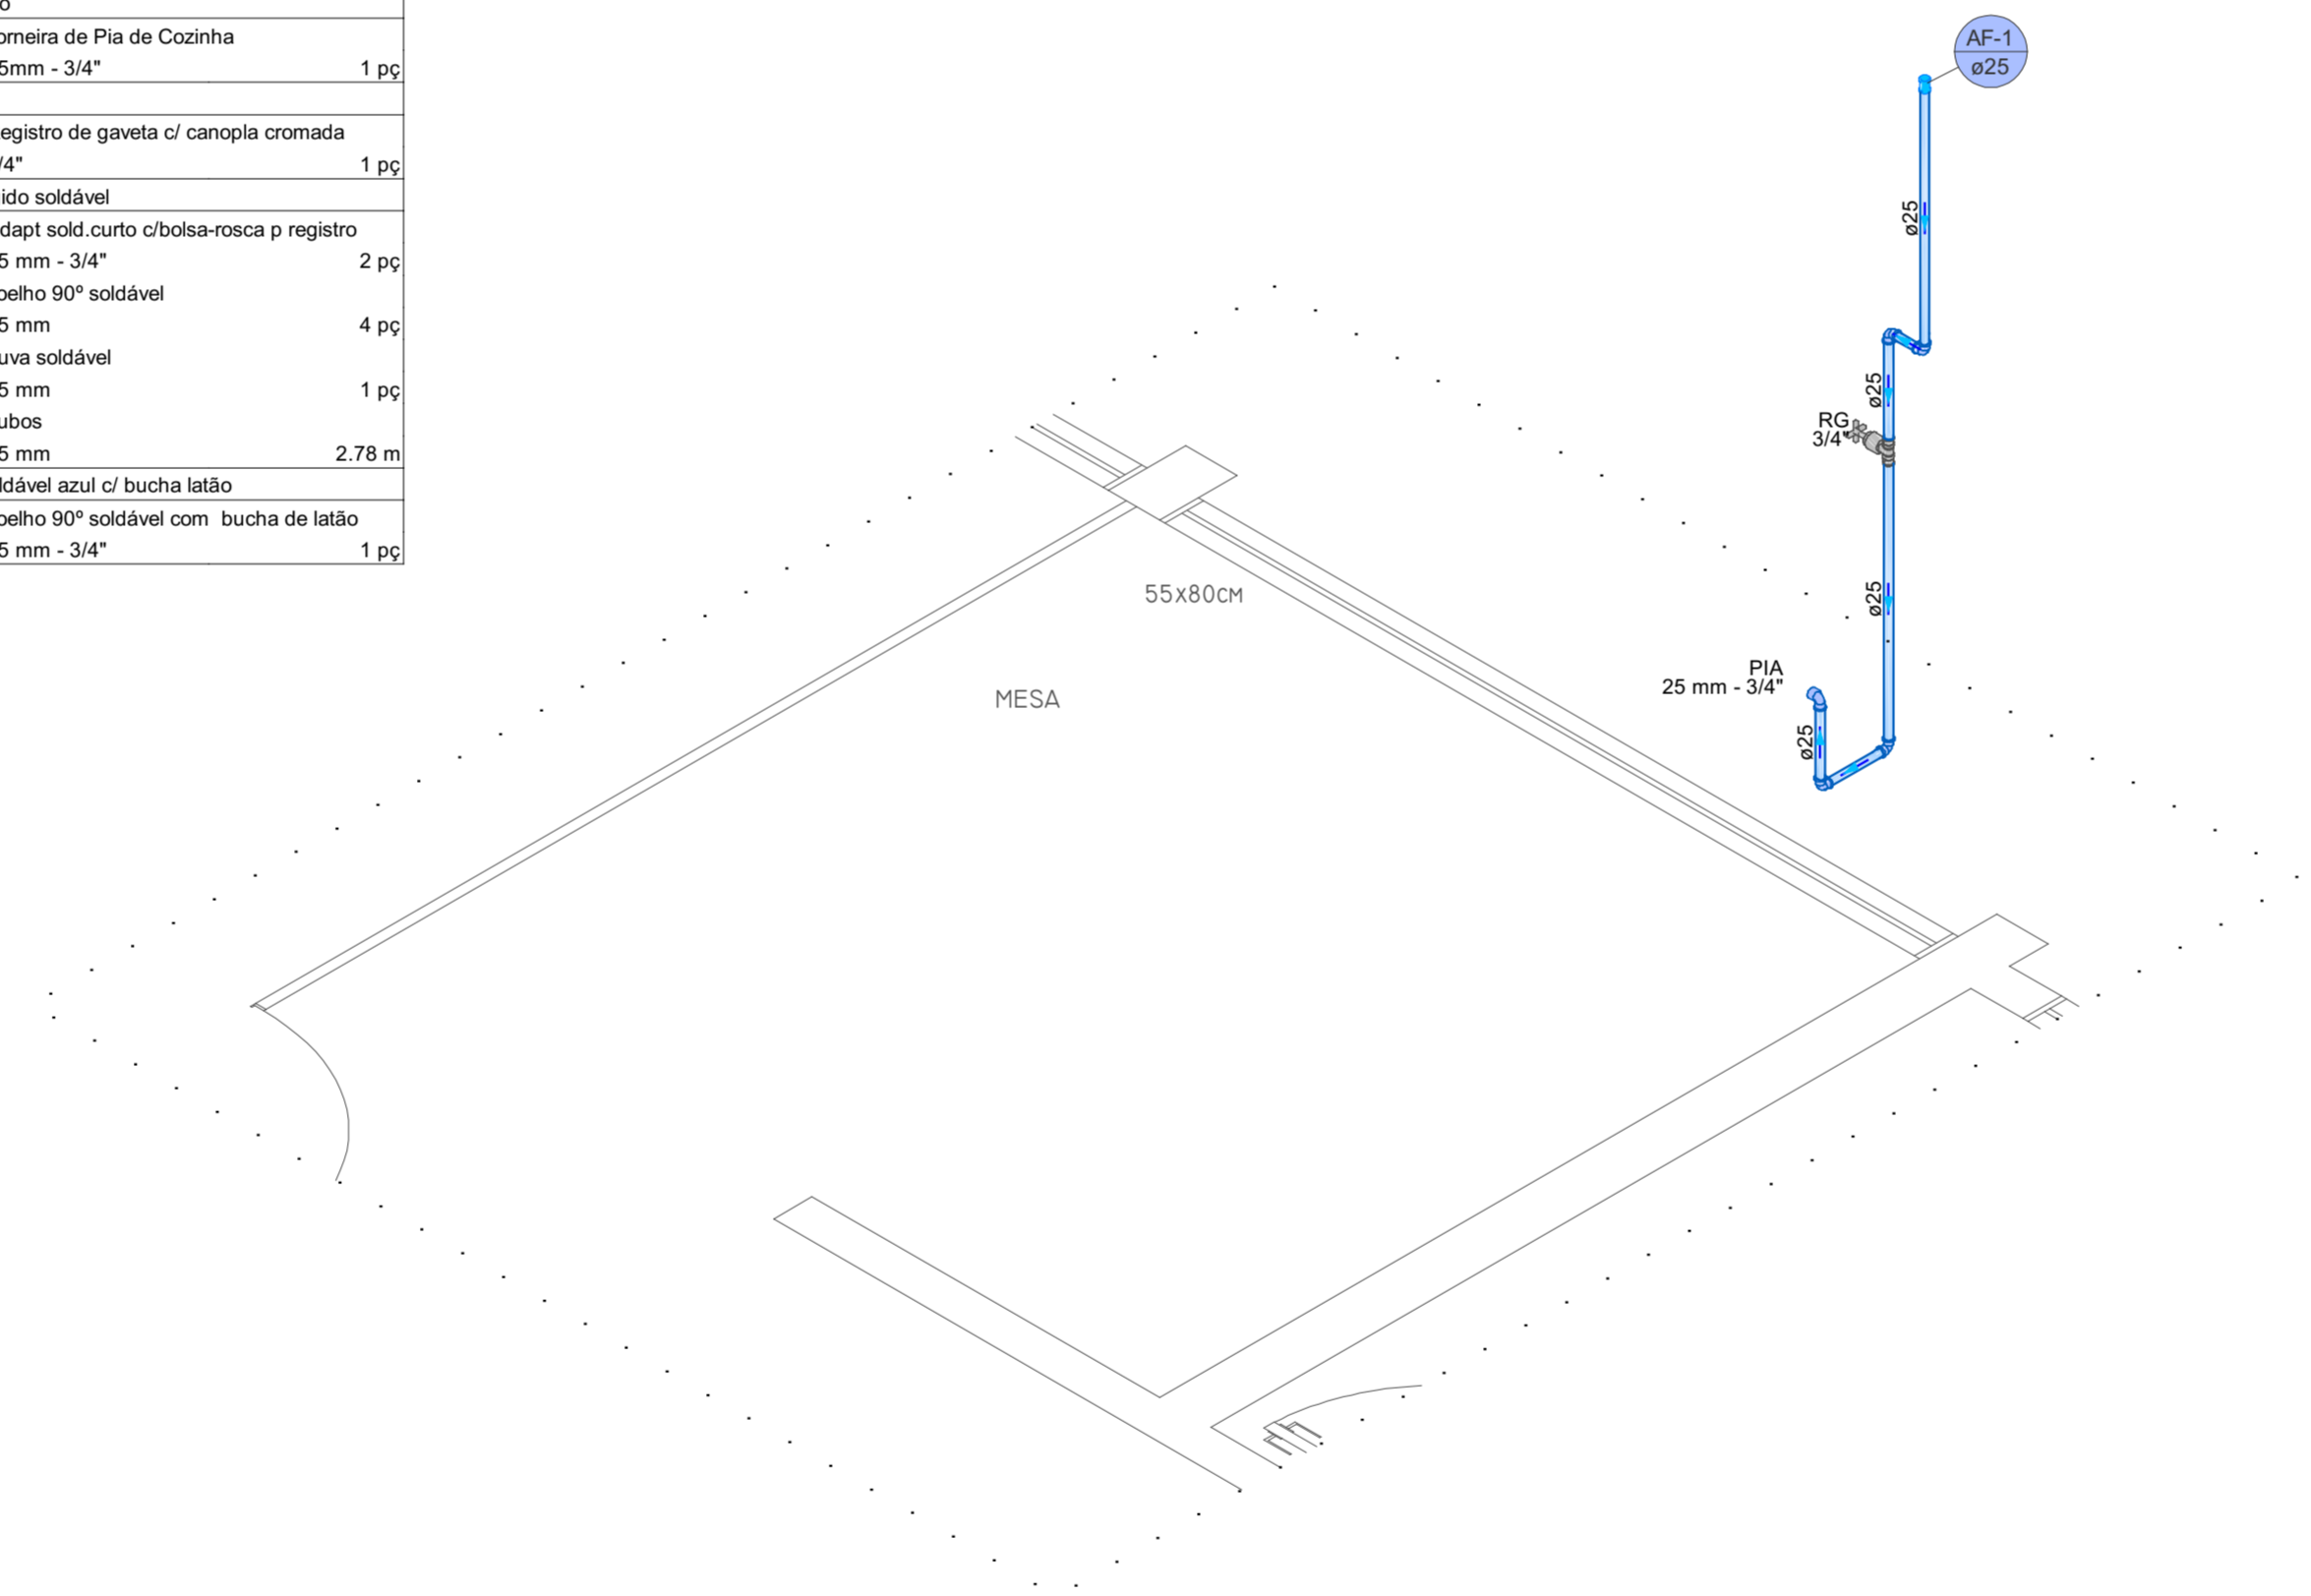 o
orneira de Pia de Cozinha
5mm - 3/4" 1 pç
egistro de gaveta c/ canopla cromada
/4" 1 pç
ido soldável
dapt sold.curto c/bolsa-rosca p registro
5 mm - 3/4" 2 pç
oelho 90º soldável
5 mm 4 pç
uva soldável
5 mm 1 pç
ubos
5 mm 2.78 m
ldável azul c/ bucha latão
oelho 90º soldável com bucha de latão
5 mm - 3/4" 1 pç
AF-1
ø25
ø25
ø25
RG
3/4"
ø25
PIA
25 mm - 3/4"
ø25
55x80cm
MESA